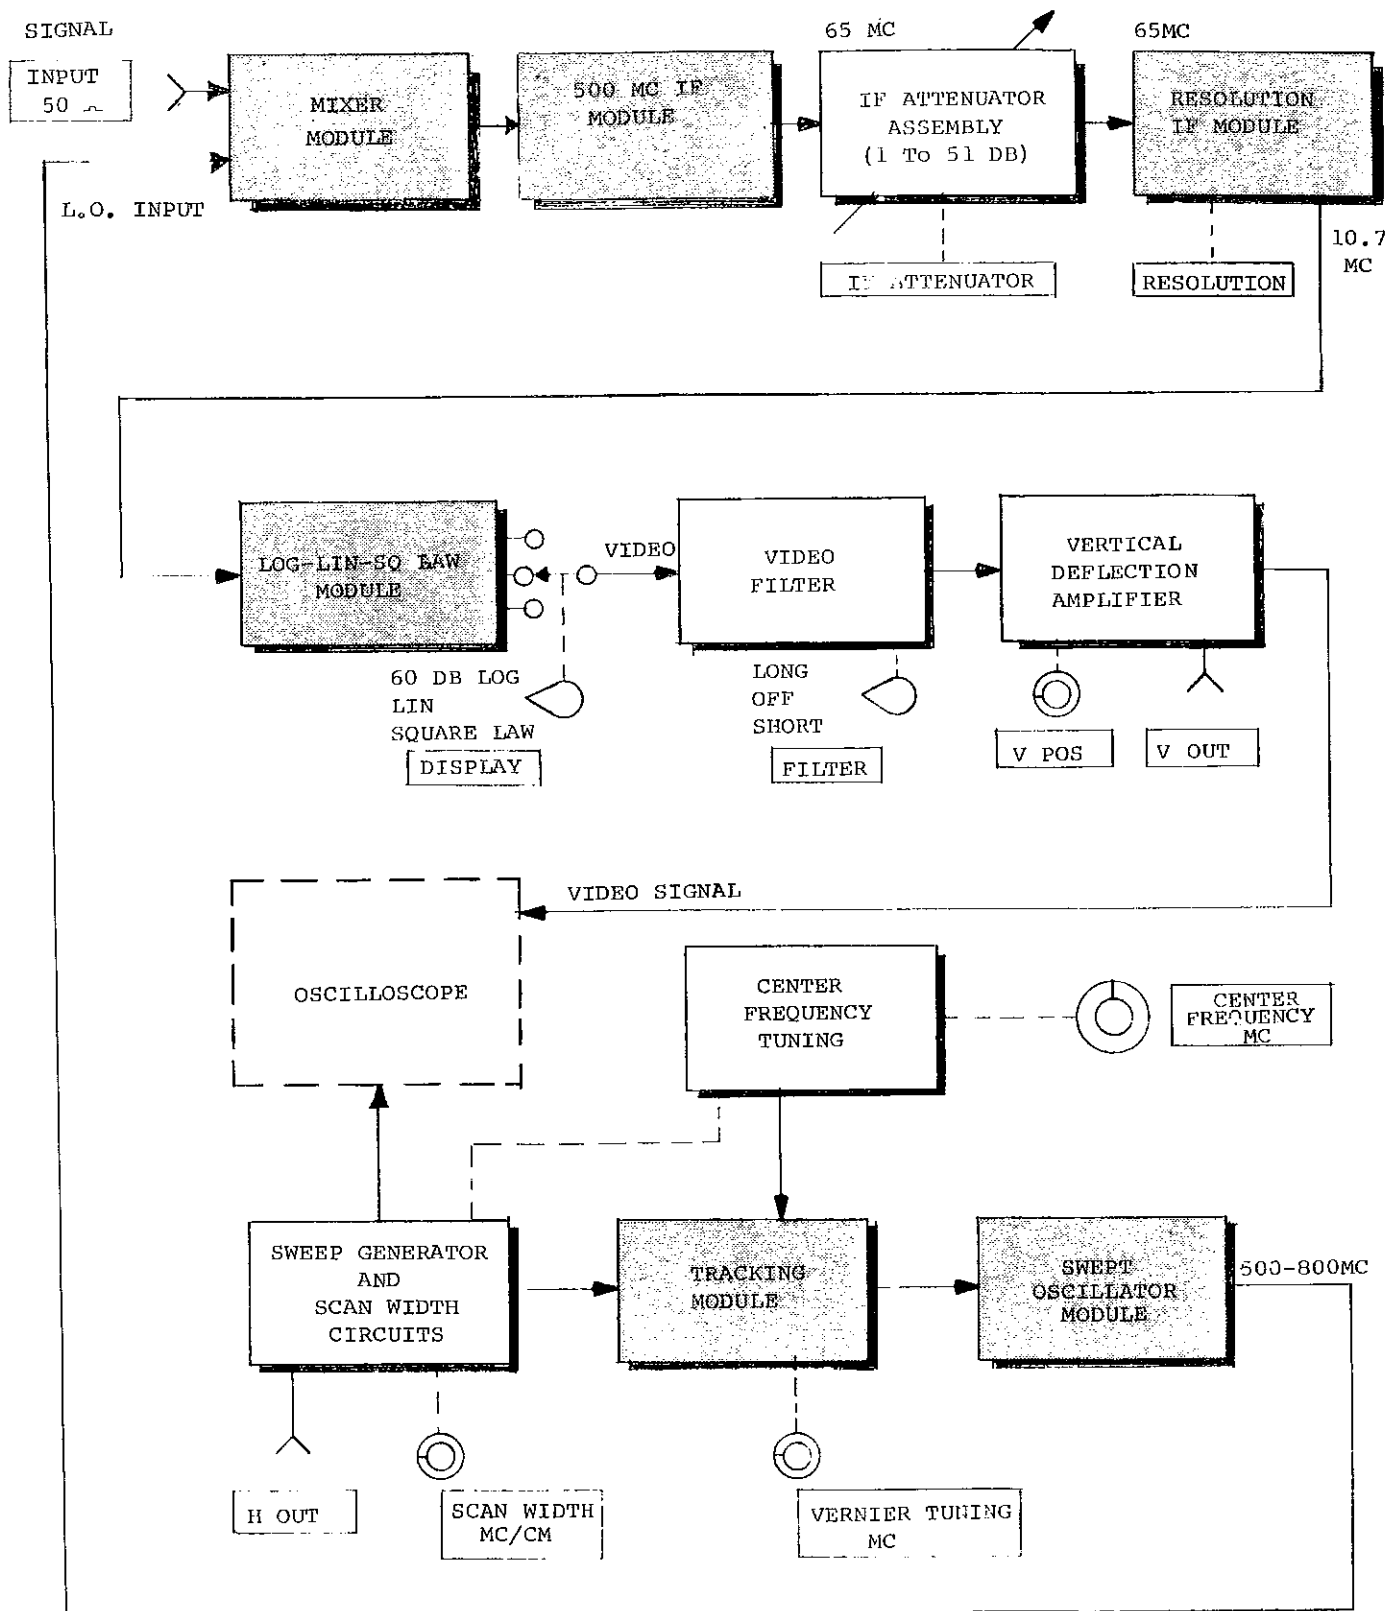 SIGNAL
INPUT
50 Ω
L.O. INPUT
MIXER
MODULE
500 MC IF
MODULE
65 MC
IF ATTENUATOR
ASSEMBLY
(1 To 51 DB)
IF ATTENUATOR
65MC
RESOLUTION
IF MODULE
RESOLUTION
10.7
MC
LOG-LIN-SQ LAW
MODULE
60 DB LOG
LIN
SQUARE LAW
DISPLAY
VIDEO
VIDEO
FILTER
LONG
OFF
SHORT
FILTER
VERTICAL
DEFLECTION
AMPLIFIER
V POS
V OUT
VIDEO SIGNAL
OSCILLOSCOPE
CENTER
FREQUENCY
TUNING
CENTER
FREQUENCY
MC
SWEEP GENERATOR
AND
SCAN WIDTH
CIRCUITS
TRACKING
MODULE
SWEPT
OSCILLATOR
MODULE
500-800MC
H OUT
SCAN WIDTH
MC/CM
VERNIER TUNING
MC